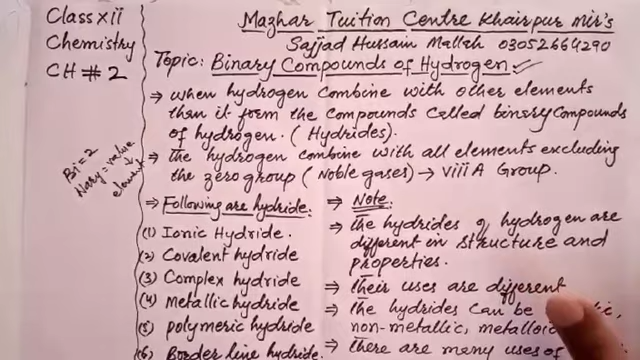 Class xii
Chemistry
CH # 2
Mazhar Tuition Centre Khairpur Mir's
Sajjad Hussain Mallah 03052664290
Topic: Binary Compounds of Hydrogen
⇒ when hydrogen combine with other elements
than it form the compounds called binary compounds
of hydrogen. (Hydrides).
⇒ the hydrogen combine with all elements excluding
the zero group (Noble gases) → VIII A Group.
Bi = 2
Nary = value
element
⇒ Following are hydride:
(1) Ionic Hydride.
(2) Covalent hydride
(3) Complex hydride
(4) Metallic hydride
(5) polymeric hydride
(6) Border line hydride.
⇒ Note:
⇒ the hydrides of hydrogen are
different in structure and
properties.
⇒ their uses are different
⇒ the hydrides can be
non-metallic, metalloid
⇒ there are many uses of